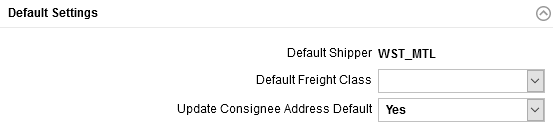 Default Settings
Default Shipper WST_MTL
Default Freight Class
Update Consignee Address Default Yes